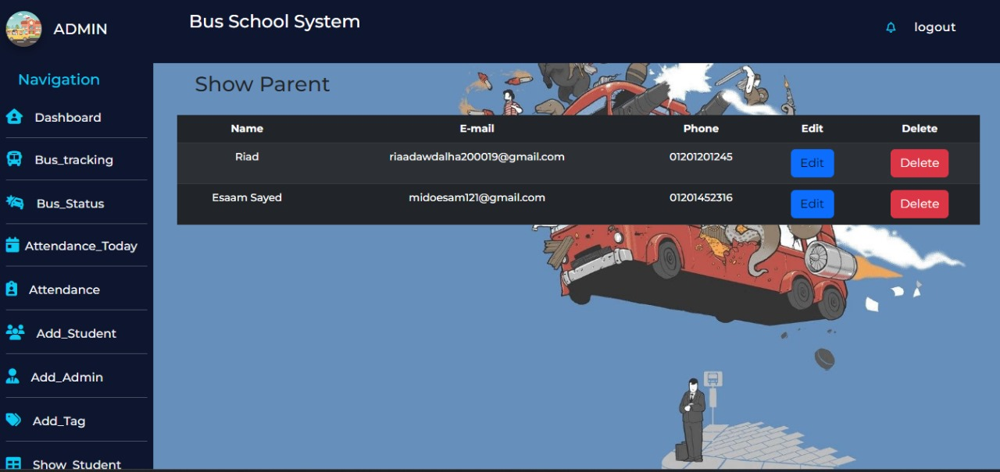 ADMIN
Bus School System
logout
Navigation
Dashboard
Bus_tracking
Bus_Status
Attendance_Today
Attendance
Add_Student
Add_Admin
Add_Tag
Show_Student
Show Parent
Name E-mail Phone Edit Delete
Riad riaadawdalha200019@gmail.com 01201201245 Edit Delete
Esaam Sayed midoesam121@gmail.com 01201452316 Edit Delete